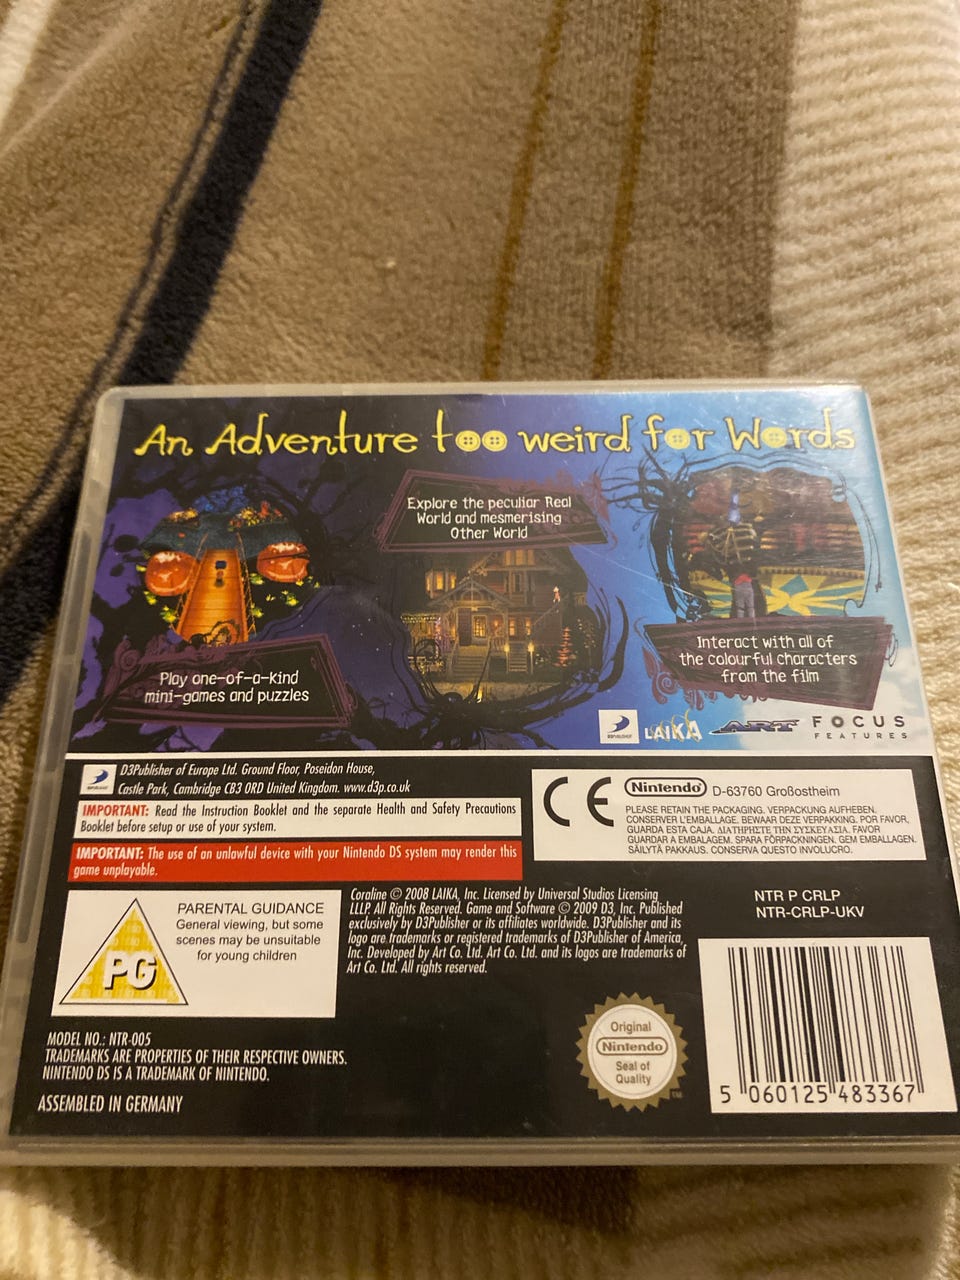 An Adventure too weird for Words
Explore the peculiar Real
World and mesmerising
Other World
Play one-of-a-kind
mini-games and puzzles
Interact with all of
the colourful characters
from the film
D3PUBLISHER
LAIKA
ART
FOCUS
FEATURES
D3Publisher of Europe Ltd. Ground Floor, Poseidon House,
Castle Park, Cambridge CB3 0RD United Kingdom. www.d3p.co.uk
IMPORTANT: Read the Instruction Booklet and the separate Health and Safety Precautions
Booklet before setup or use of your system.
IMPORTANT: The use of an unlawful device with your Nintendo DS system may render this
game unplayable.
CE
Nintendo D-63760 Großostheim
PLEASE RETAIN THE PACKAGING. VERPACKUNG AUFHEBEN.
CONSERVER L'EMBALLAGE. BEWAAR DEZE VERPAKKING. POR FAVOR,
GUARDA ESTA CAJA. ΔΙΑΤΗΡΗΣΤΕ ΤΗΝ ΣΥΣΚΕΥΑΣΙΑ. FAVOR
GUARDAR A EMBALAGEM. SPARA FÖRPACKNINGEN. GEM EMBALLAGEN.
SÄILYTÄ PAKKAUS. CONSERVA QUESTO INVOLUCRO.
PG
PARENTAL GUIDANCE
General viewing, but some
scenes may be unsuitable
for young children
Coraline © 2008 LAIKA, Inc. Licensed by Universal Studios Licensing
LLLP. All Rights Reserved. Game and Software © 2009 D3, Inc. Published
exclusively by D3Publisher or its affiliates worldwide. D3Publisher and its
logo are trademarks or registered trademarks of D3Publisher of America,
Inc. Developed by Art Co. Ltd. Art Co. Ltd. and its logos are trademarks of
Art Co. Ltd. All rights reserved.
NTR P CRLP
NTR-CRLP-UKV
MODEL NO.: NTR-005
TRADEMARKS ARE PROPERTIES OF THEIR RESPECTIVE OWNERS.
NINTENDO DS IS A TRADEMARK OF NINTENDO.
ASSEMBLED IN GERMANY
Original
Nintendo
Seal of
Quality
TM
5 060125 483367